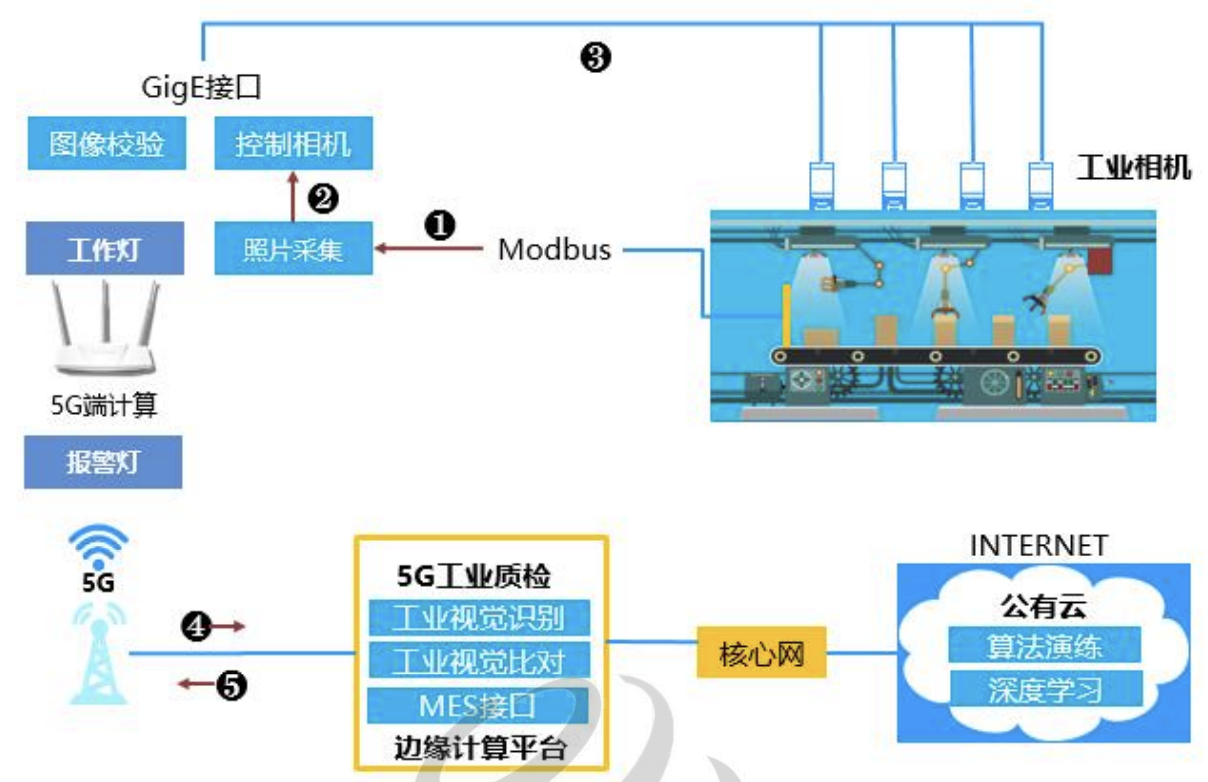 ❸
GigE接口
图像校验
控制相机
工业相机
❷
❶
工作灯
照片采集
Modbus
5G端计算
报警灯
5G
INTERNET
5G工业质检
公有云
❹
工业视觉识别
算法演练
核心网
工业视觉比对
❺
深度学习
MES接口
边缘计算平台